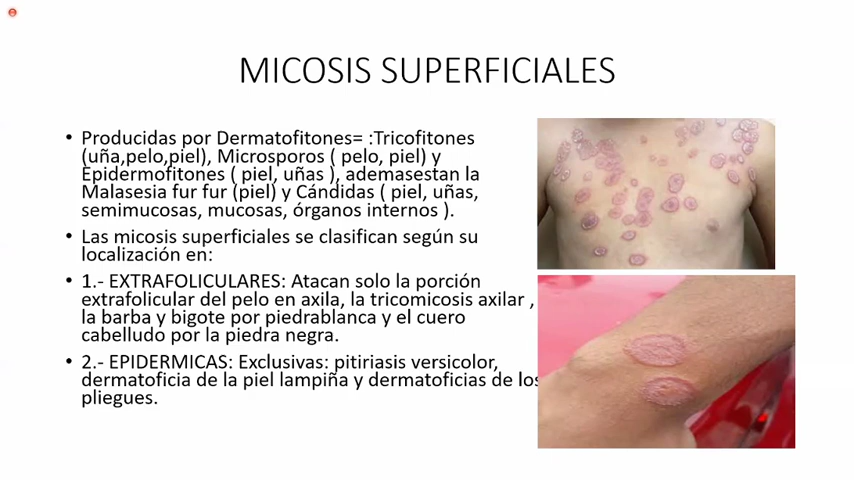 MICOSIS SUPERFICIALES
• Producidas por Dermatofitones= :Tricofitones
(uña,pelo,piel), Microsporos ( pelo, piel) y
Epidermofitones ( piel, uñas ), ademasestan la
Malasesia fur fur (piel) y Cándidas ( piel, uñas,
semimucosas, mucosas, órganos internos ).
• Las micosis superficiales se clasifican según su
localización en:
• 1.- EXTRAFOLICULARES: Atacan solo la porción
extrafolicular del pelo en axila, la tricomicosis axilar ,
la barba y bigote por piedrablanca y el cuero
cabelludo por la piedra negra.
• 2.- EPIDERMICAS: Exclusivas: pitiriasis versicolor,
dermatoficia de la piel lampiña y dermatoficias de los
pliegues.